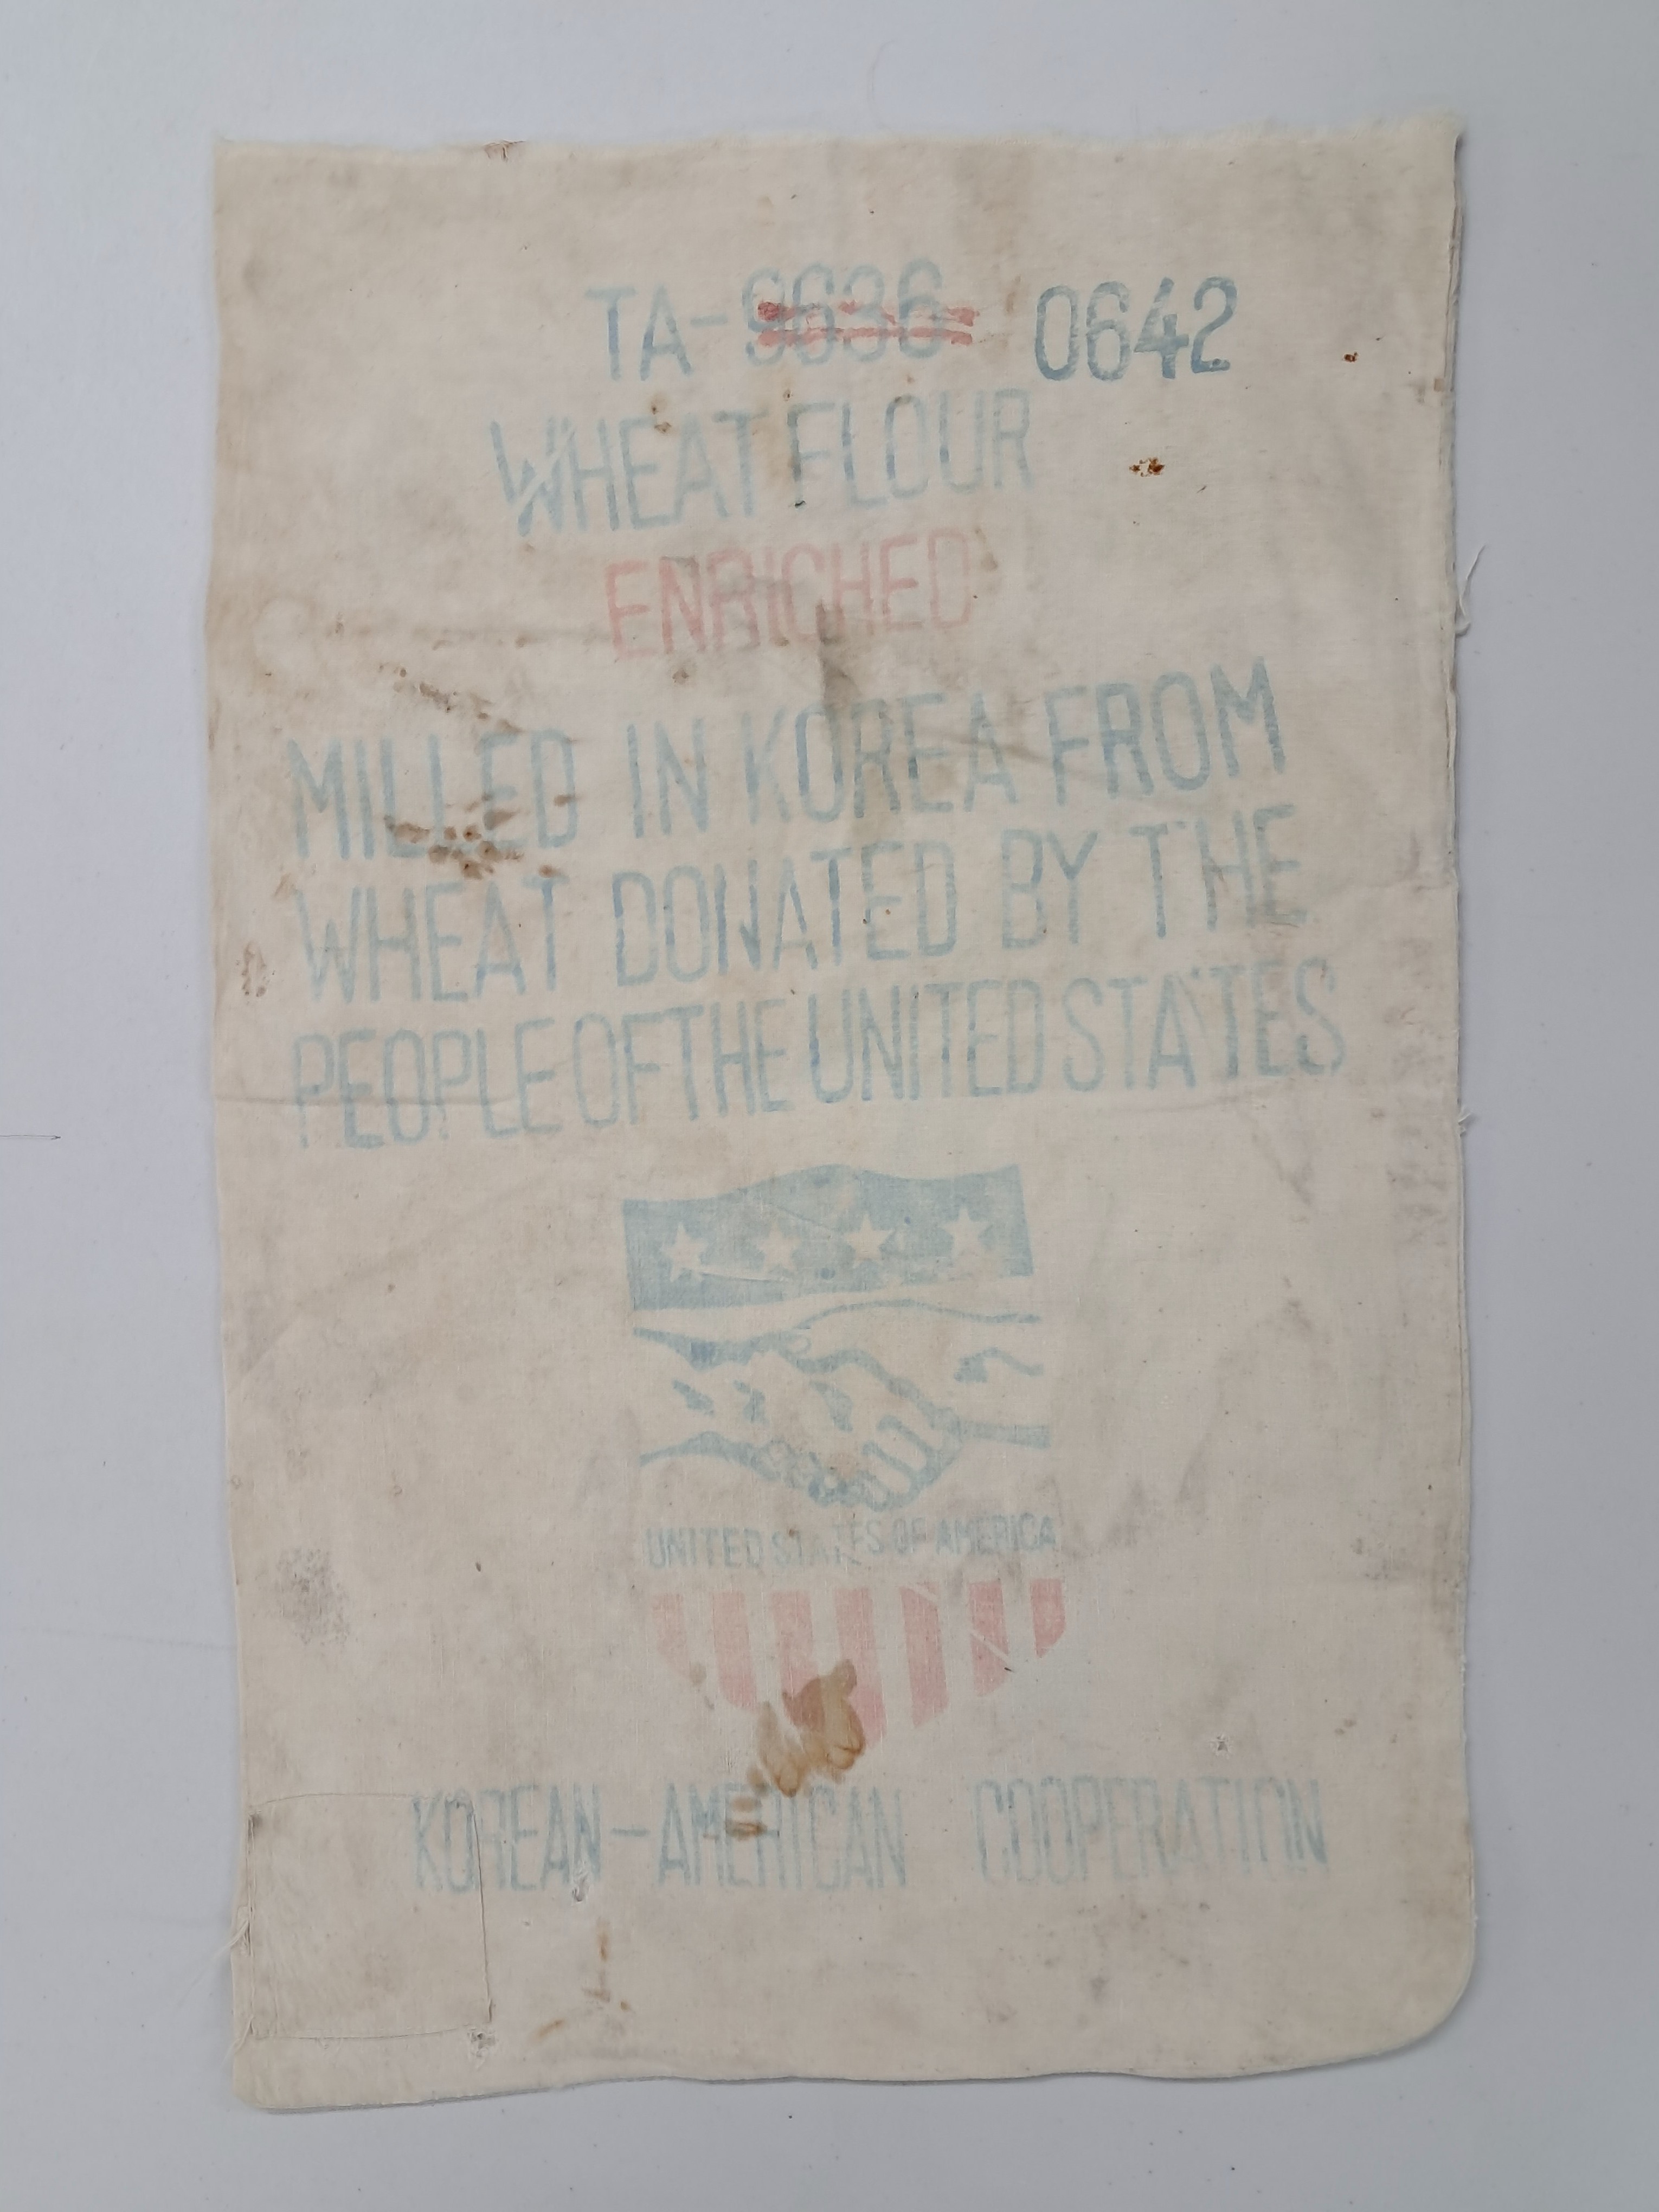 TA-9636 0642
WHEAT FLOUR
ENRICHED
MILLED IN KOREA FROM
WHEAT DONATED BY THE
PEOPLE OF THE UNITED STATES
UNITED STATES OF AMERICA
KOREAN-AMERICAN COOPERATION